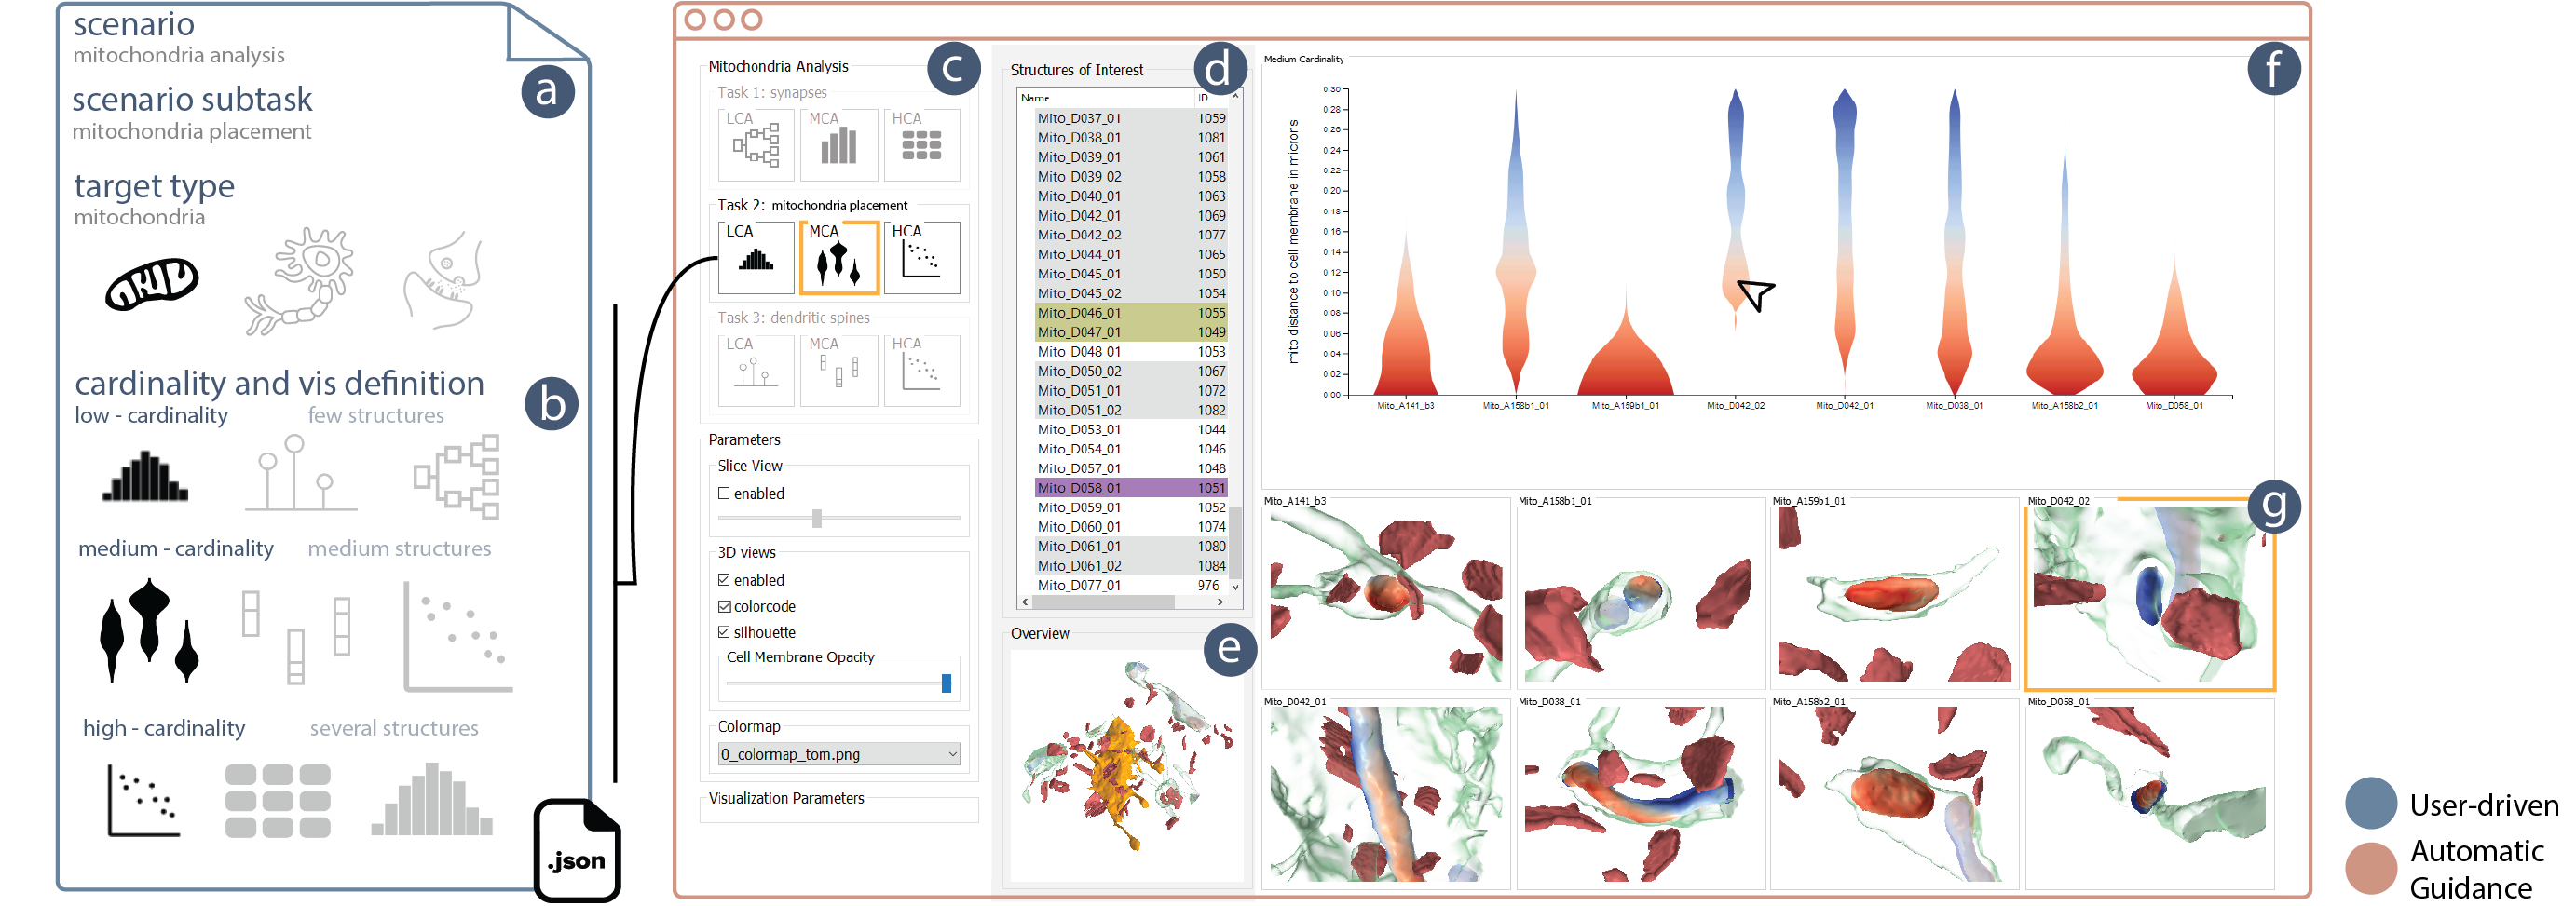 scenario
mitochondria analysis
a
scenario subtask
mitochondria placement
target type
mitochondria
cardinality and vis definition
b
low - cardinality few structures
medium - cardinality medium structures
high - cardinality several structures
.json
Mitochondria Analysis
c
Task 1: synapses
LCA MCA HCA
Task 2: mitochondria placement
LCA MCA HCA
Task 3: dendritic spines
LCA MCA HCA
Parameters
Slice View
enabled
3D views
enabled
colorcode
silhouette
Cell Membrane Opacity
Colormap
0_colormap_tom.png
Visualization Parameters
Structures of Interest
d
Name ID
Mito_D037_01 1059
Mito_D038_01 1081
Mito_D039_01 1061
Mito_D039_02 1058
Mito_D040_01 1063
Mito_D042_01 1069
Mito_D042_02 1077
Mito_D044_01 1065
Mito_D045_01 1050
Mito_D045_02 1054
Mito_D046_01 1055
Mito_D047_01 1049
Mito_D048_01 1053
Mito_D050_02 1067
Mito_D051_01 1072
Mito_D051_02 1082
Mito_D053_01 1044
Mito_D054_01 1046
Mito_D057_01 1048
Mito_D058_01 1051
Mito_D059_01 1052
Mito_D060_01 1074
Mito_D061_01 1080
Mito_D061_02 1084
Mito_D077_01 976
Overview
e
Medium Cardinality
f
mito distance to cell membrane in microns
0.30
0.28
0.26
0.24
0.22
0.20
0.18
0.16
0.14
0.12
0.10
0.08
0.06
0.04
0.02
0.00
Mito_A141_b3 Mito_A158b1_01 Mito_A159b1_01 Mito_D042_02 Mito_D042_01 Mito_D038_01 Mito_A158b2_01 Mito_D058_01
g
Mito_A141_b3 Mito_A158b1_01 Mito_A159b1_01 Mito_D042_02
Mito_D042_01 Mito_D038_01 Mito_A158b2_01 Mito_D058_01
User-driven
Automatic
Guidance